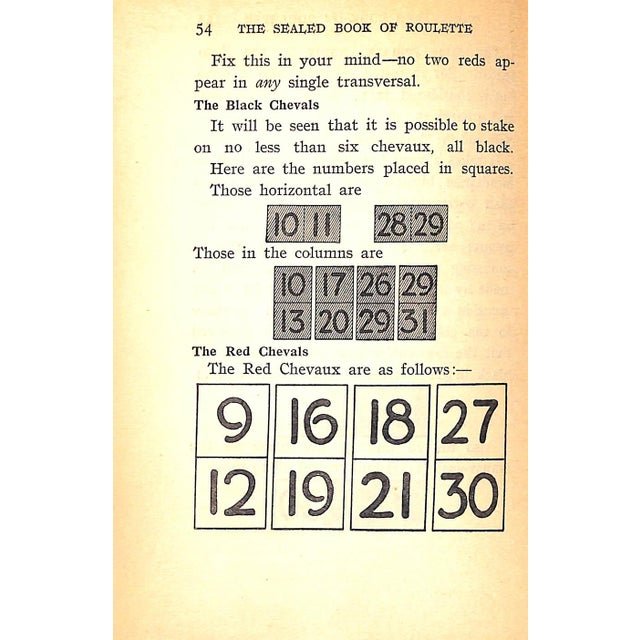 54 THE SEALED BOOK OF ROULETTE
Fix this in your mind—no two reds ap-
pear in any single transversal.
The Black Chevals
It will be seen that it is possible to stake
on no less than six chevaux, all black.
Here are the numbers placed in squares.
Those horizontal are
10 11 28 29
Those in the columns are
10 17 26 29
13 20 29 31
The Red Chevals
The Red Chevaux are as follows:—
9 16 18 27
12 19 21 30